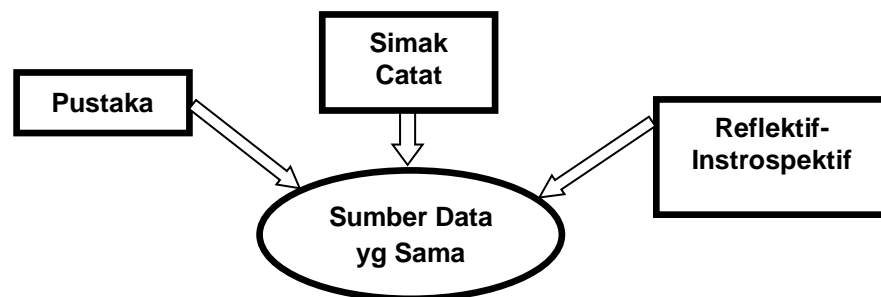 Simak
Catat
Pustaka
Reflektif-
Instrospektif
Sumber Data
yg Sama